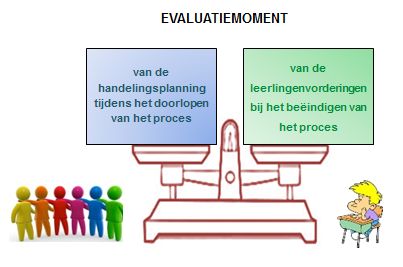 EVALUATIEMOMENT
van de
handelingsplanning
tijdens het doorlopen
van het proces
van de
leerlingenvorderingen
bij het beëindigen van
het proces